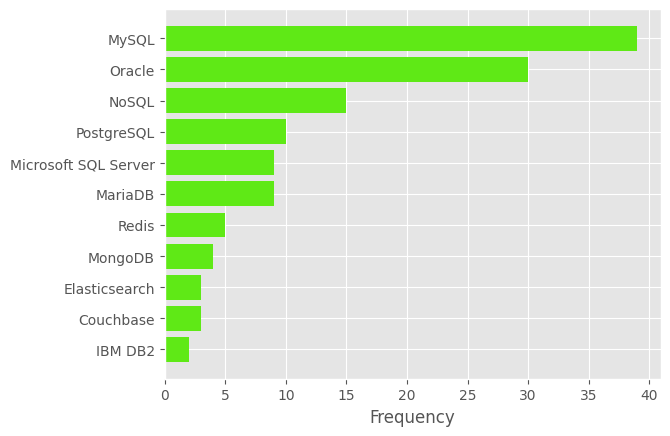 MySQL
Oracle
NoSQL
PostgreSQL
Microsoft SQL Server
MariaDB
Redis
MongoDB
Elasticsearch
Couchbase
IBM DB2
0 5 10 15 20 25 30 35 40
Frequency